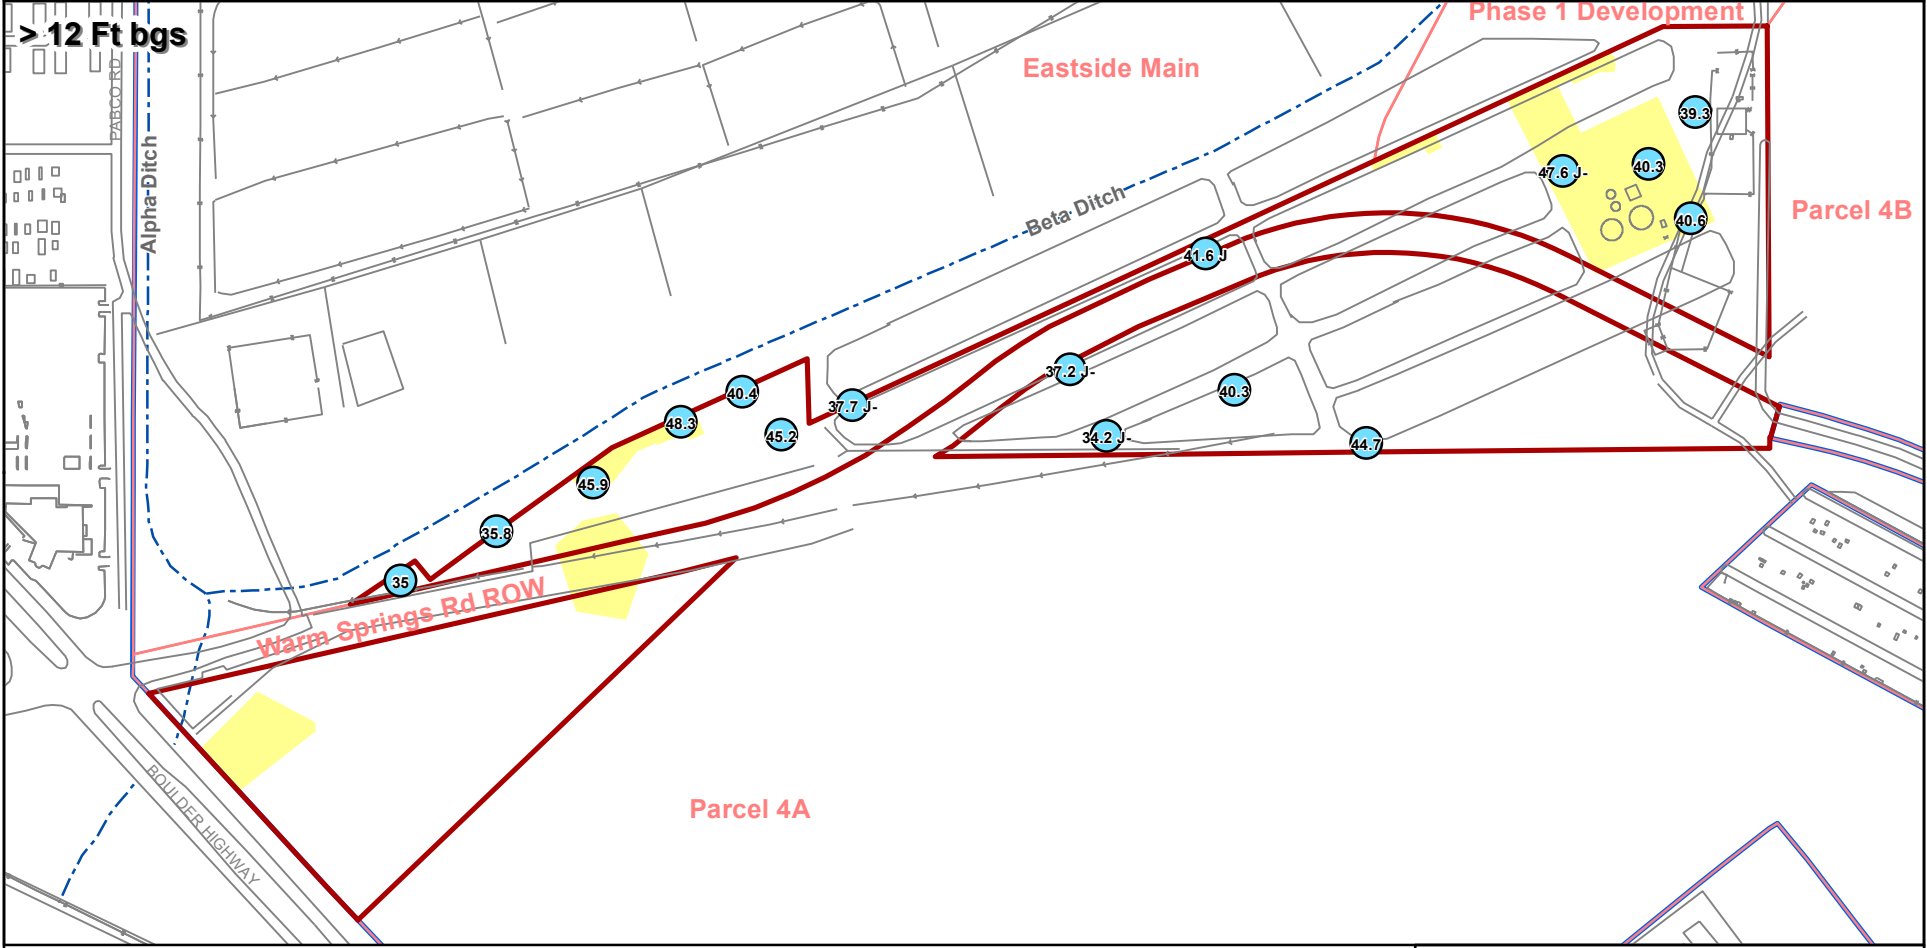 > 12 Ft bgs
Phase 1 Development
Eastside Main
PABCO RD
Alpha Ditch
Beta Ditch
39.3
47.6 J-
40.3
40.6
Parcel 4B
41.6 J
37.2 J-
40.3
40.4
37.7 J-
48.3
45.2
34.2 J-
44.7
45.9
35.8
35
Warm Springs Rd ROW
BOULDER HIGHWAY
Parcel 4A